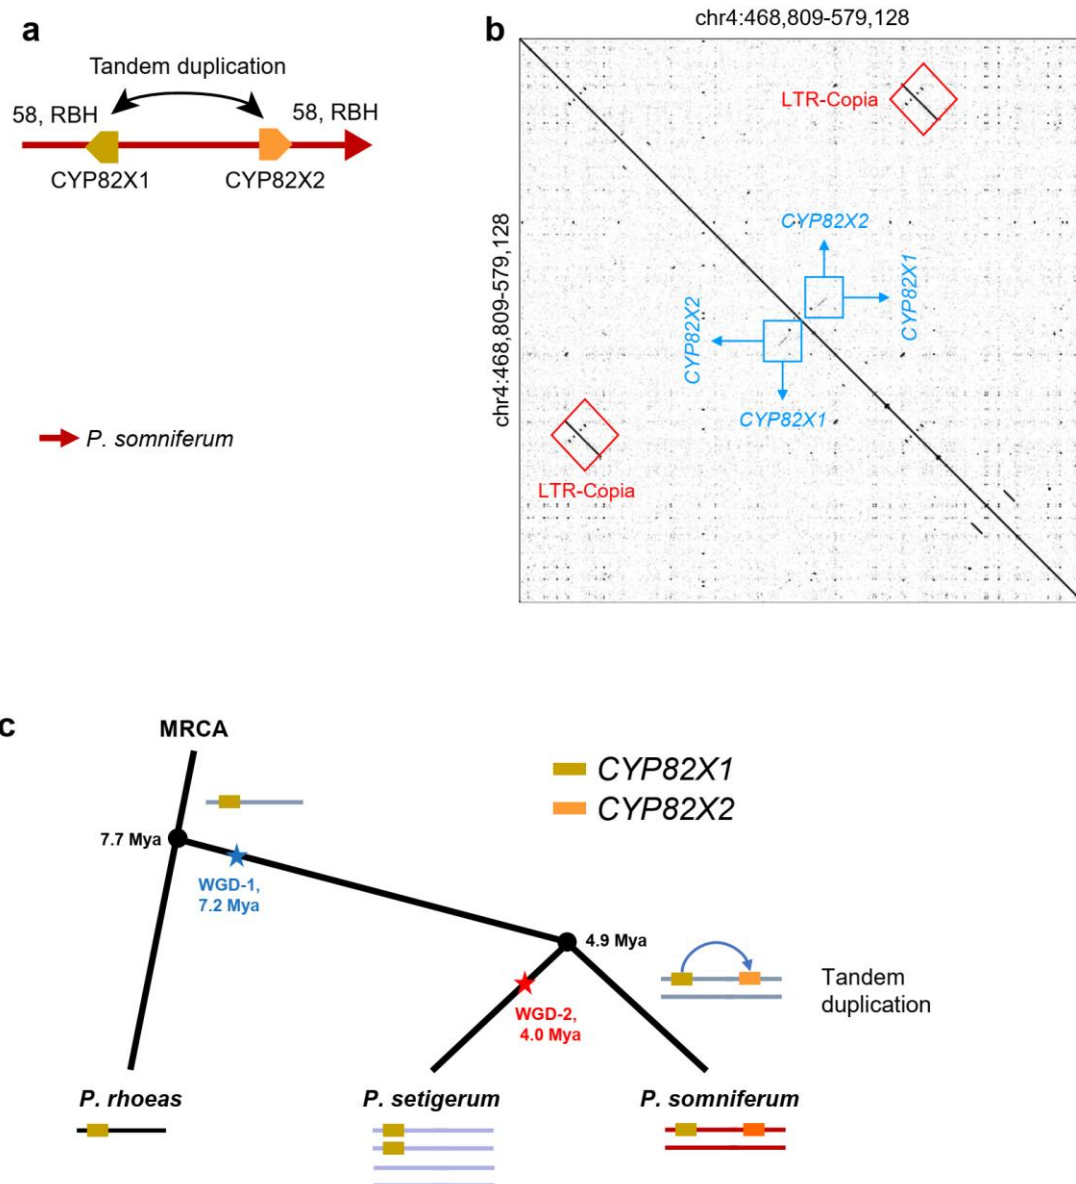 a
Tandem duplication
58, RBH
58, RBH
CYP82X1
CYP82X2
P. somniferum
b
chr4:468,809-579,128
chr4:468,809-579,128
LTR-Copia
CYP82X2
CYP82X1
CYP82X2
CYP82X1
LTR-Copia
c
MRCA
CYP82X1
CYP82X2
7.7 Mya
WGD-1,
7.2 Mya
4.9 Mya
WGD-2,
4.0 Mya
Tandem
duplication
P. rhoeas
P. setigerum
P. somniferum